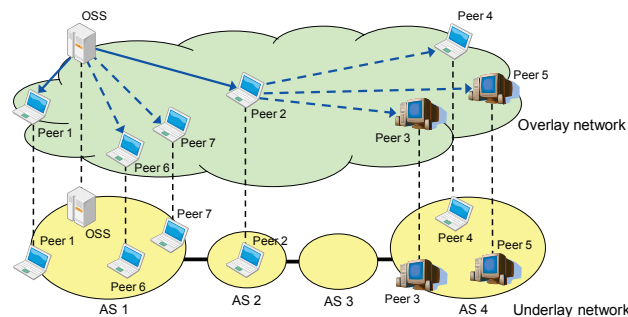 OSS
Peer 4
Peer 5
Peer 1
Peer 2
Peer 3
Peer 7
Peer 6
Overlay network
Peer 7
OSS
Peer 1
Peer 2
Peer 4
Peer 5
Peer 6
Peer 3
AS 1
AS 2
AS 3
AS 4
Underlay network